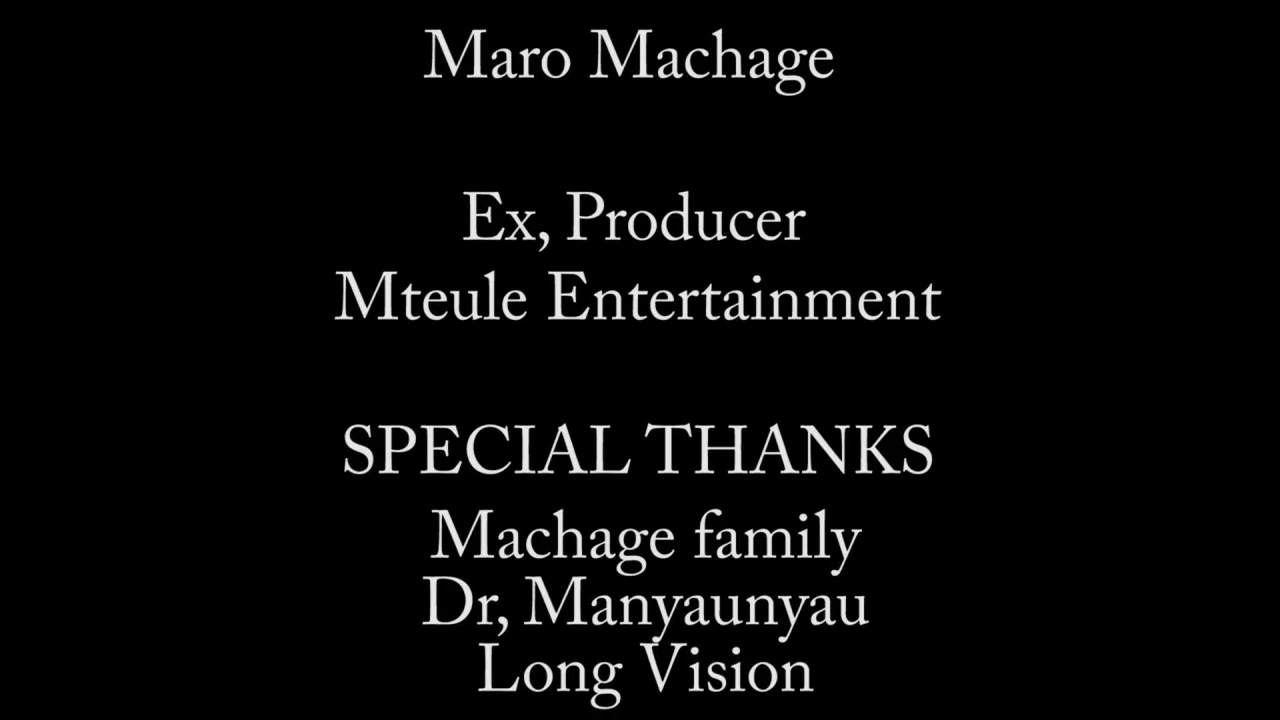 Maro Machage
Ex, Producer
Mteule Entertainment
SPECIAL THANKS
Machage family
Dr, Manyaunyau
Long Vision